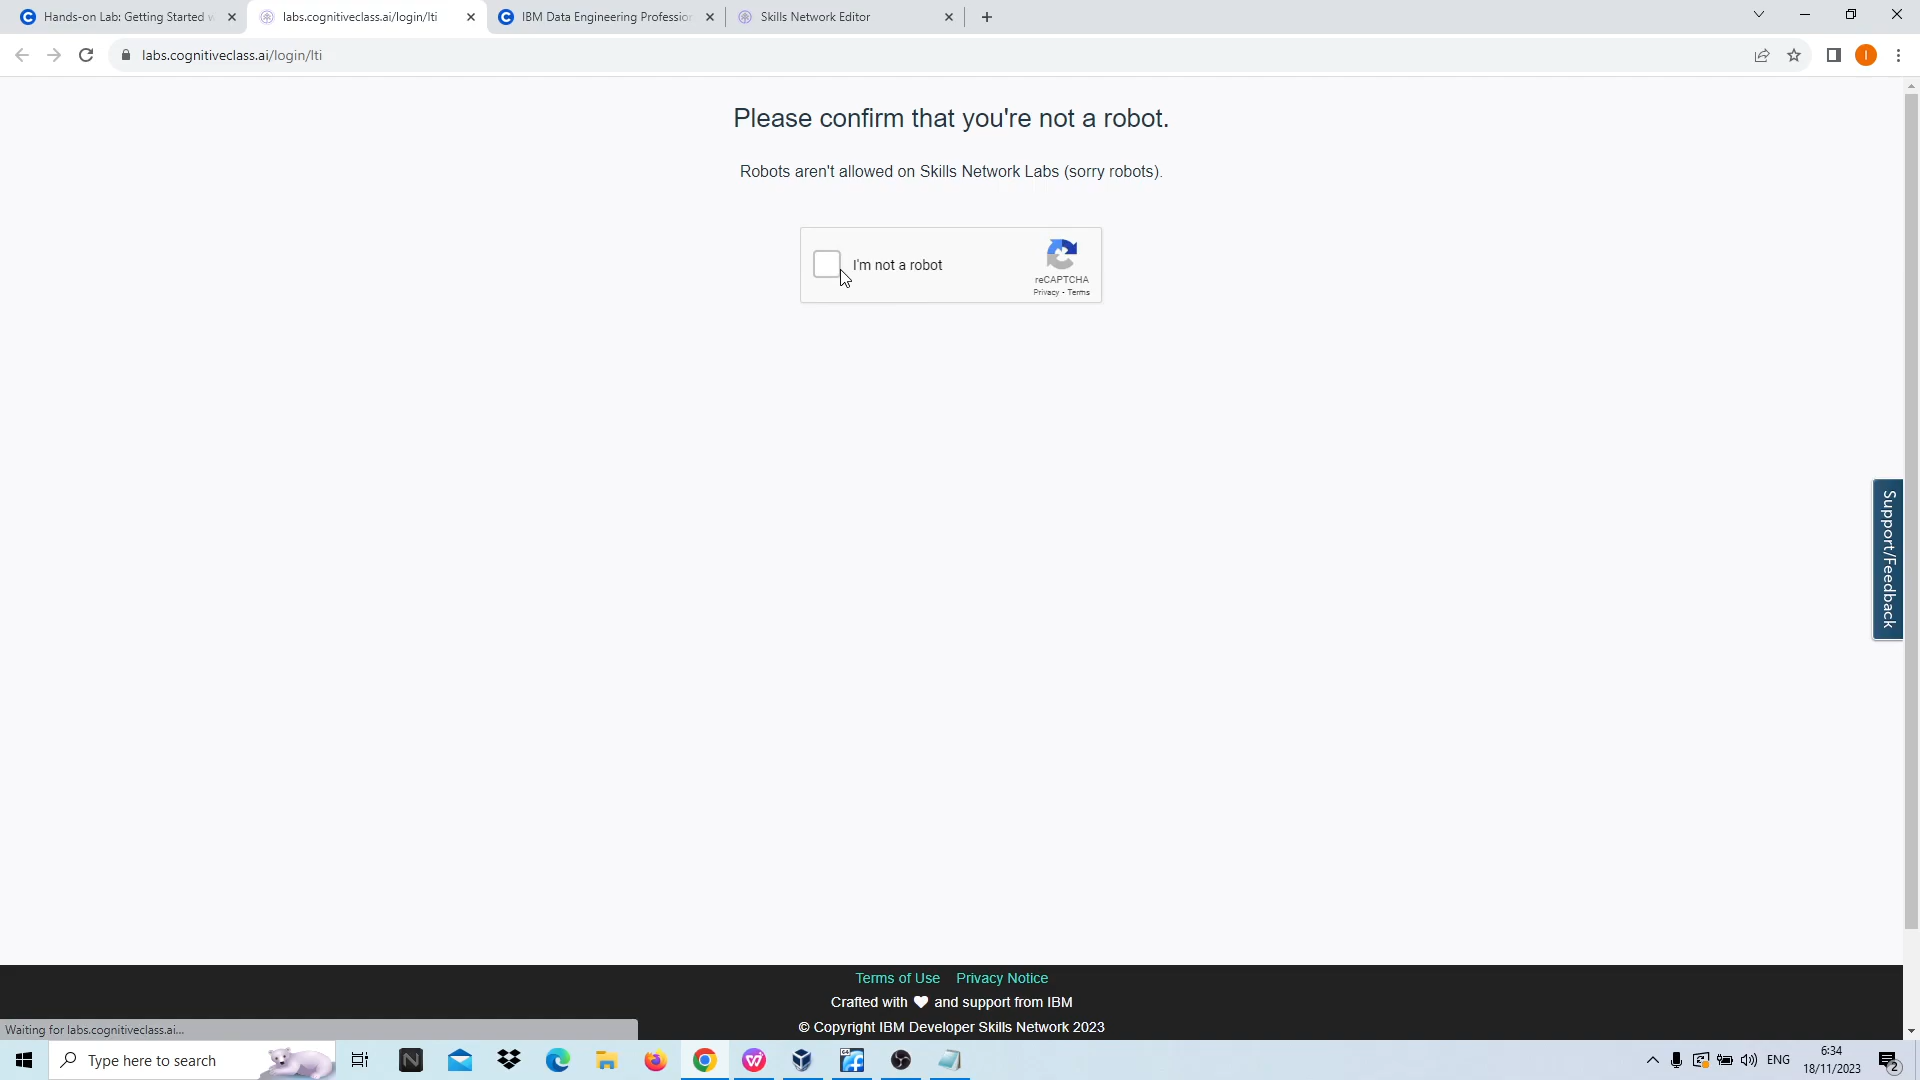 Hands-on Lab: Getting Started w
labs.cognitiveclass.ai/login/lti
IBM Data Engineering Profession
Skills Network Editor
labs.cognitiveclass.ai/login/lti
I
Please confirm that you're not a robot.
Robots aren't allowed on Skills Network Labs (sorry robots).
I'm not a robot
reCAPTCHA
Privacy - Terms
Support/Feedback
Terms of Use Privacy Notice
Crafted with and support from IBM
© Copyright IBM Developer Skills Network 2023
Waiting for labs.cognitiveclass.ai...
Type here to search
ENG
6:34
18/11/2023
2